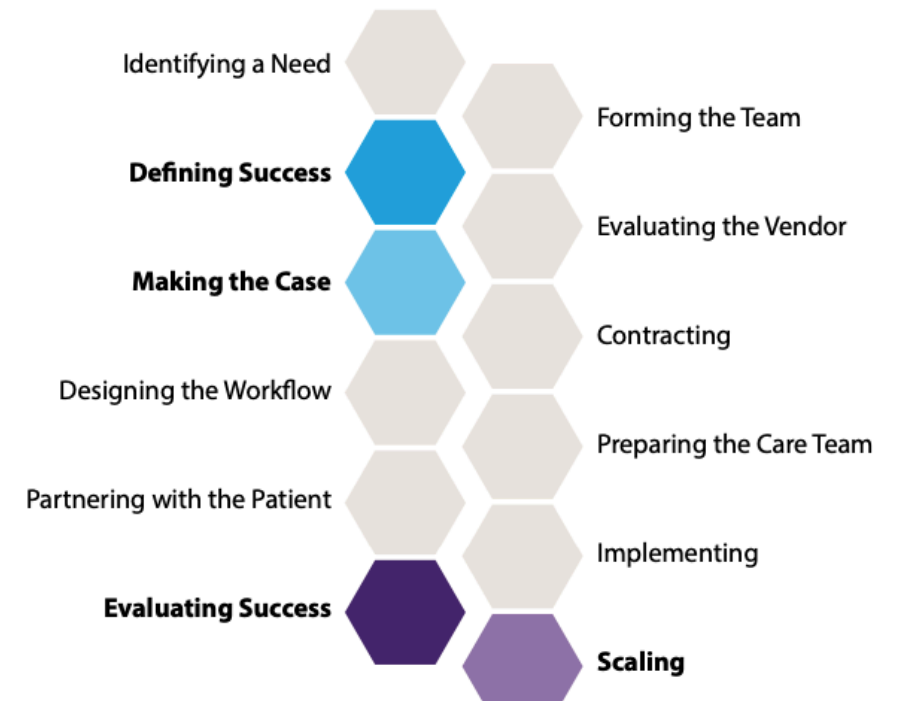 Identifying a Need
Forming the Team
Defining Success
Evaluating the Vendor
Making the Case
Contracting
Designing the Workflow
Preparing the Care Team
Partnering with the Patient
Implementing
Evaluating Success
Scaling